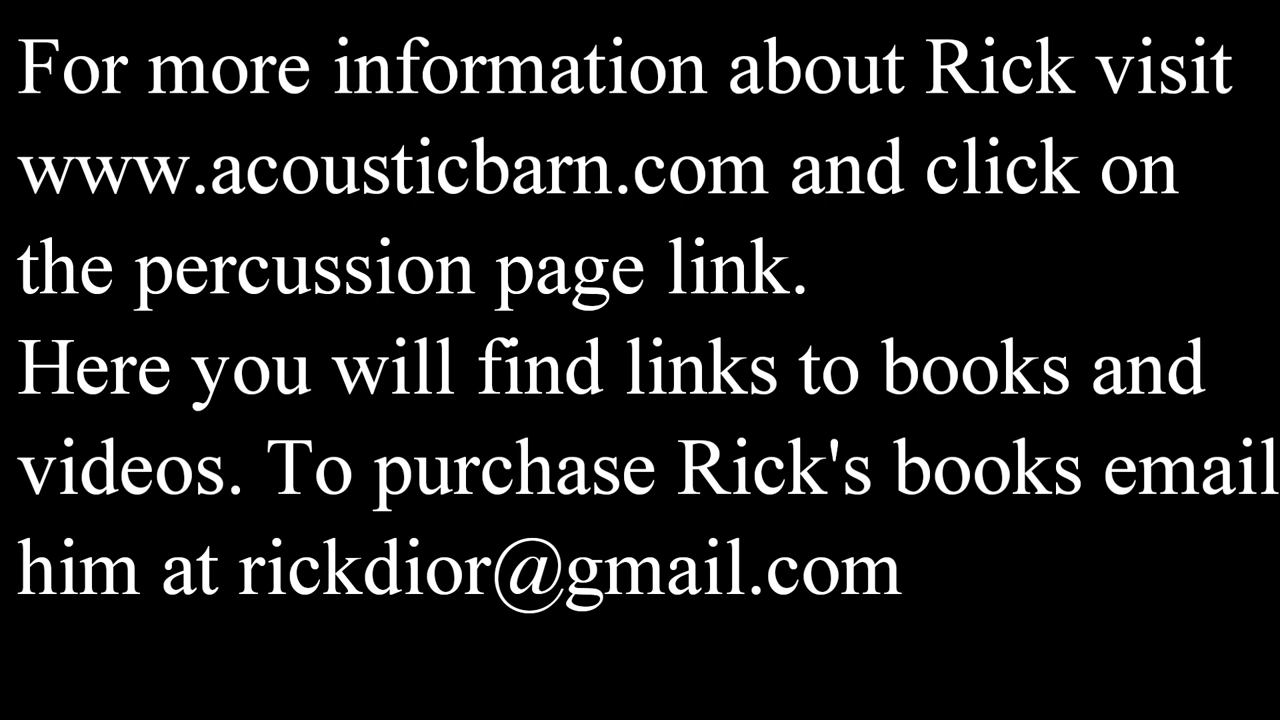 For more information about Rick visit
www.acousticbarn.com and click on
the percussion page link.
Here you will find links to books and
videos. To purchase Rick's books email
him at rickdior@gmail.com